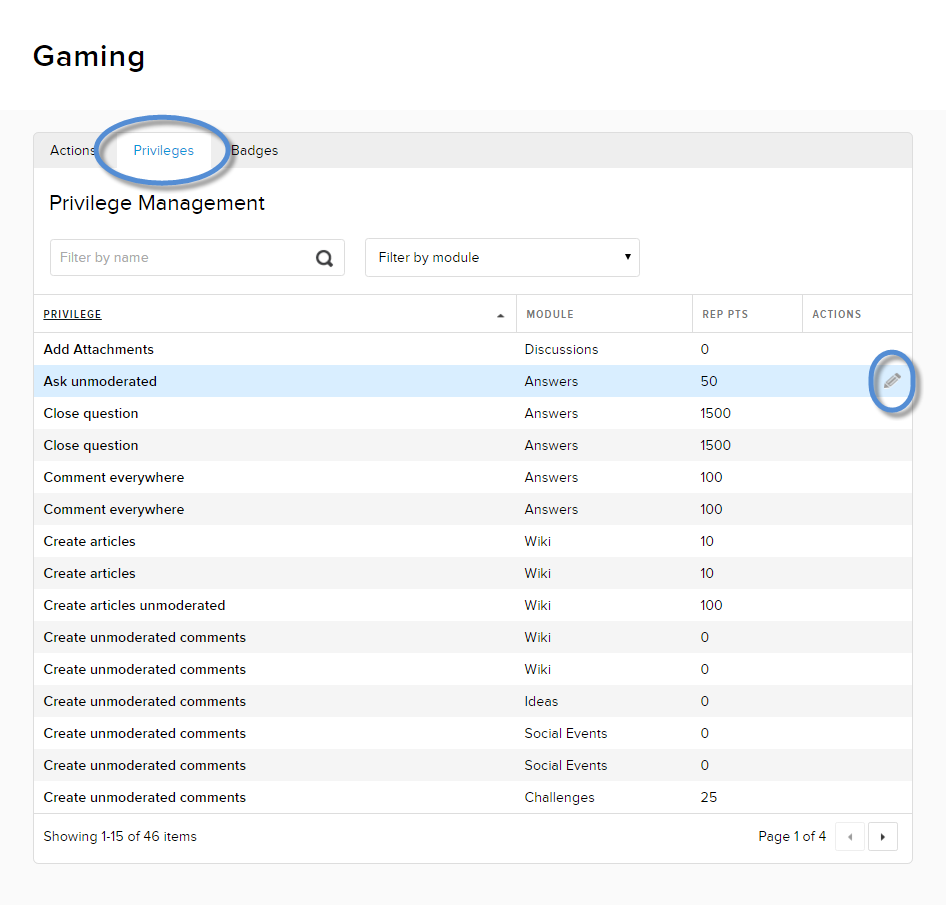 Gaming
Actions Privileges Badges
Privilege Management
Filter by name Filter by module
PRIVILEGE MODULE REP PTS ACTIONS
Add Attachments Discussions 0
Ask unmoderated Answers 50
Close question Answers 1500
Close question Answers 1500
Comment everywhere Answers 100
Comment everywhere Answers 100
Create articles Wiki 10
Create articles Wiki 10
Create articles unmoderated Wiki 100
Create unmoderated comments Wiki 0
Create unmoderated comments Wiki 0
Create unmoderated comments Ideas 0
Create unmoderated comments Social Events 0
Create unmoderated comments Social Events 0
Create unmoderated comments Challenges 25
Showing 1-15 of 46 items Page 1 of 4